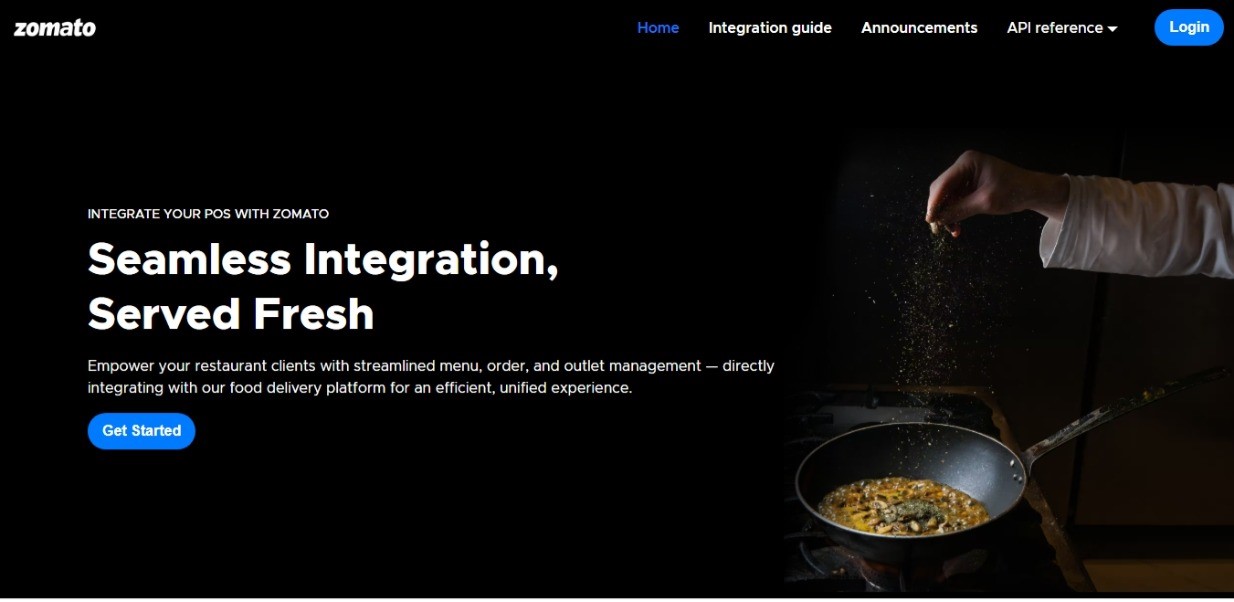 zomato
Home
Integration guide
Announcements
API reference
Login
INTEGRATE YOUR POS WITH ZOMATO
Seamless Integration,
Served Fresh
Empower your restaurant clients with streamlined menu, order, and outlet management — directly
integrating with our food delivery platform for an efficient, unified experience.
Get Started